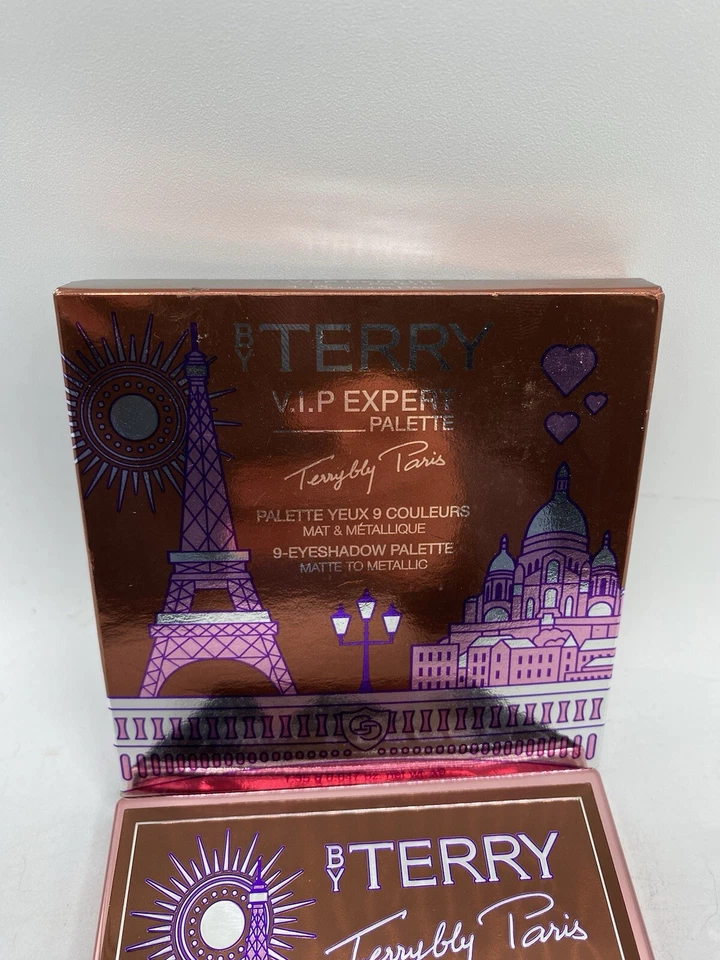 BY TERRY
V.I.P EXPERT
PALETTE
Terrybly Paris
PALETTE YEUX 9 COULEURS
MAT & MÉTALLIQUE
9-EYESHADOW PALETTE
MATTE TO METALLIC
BY TERRY
Terrybly Paris